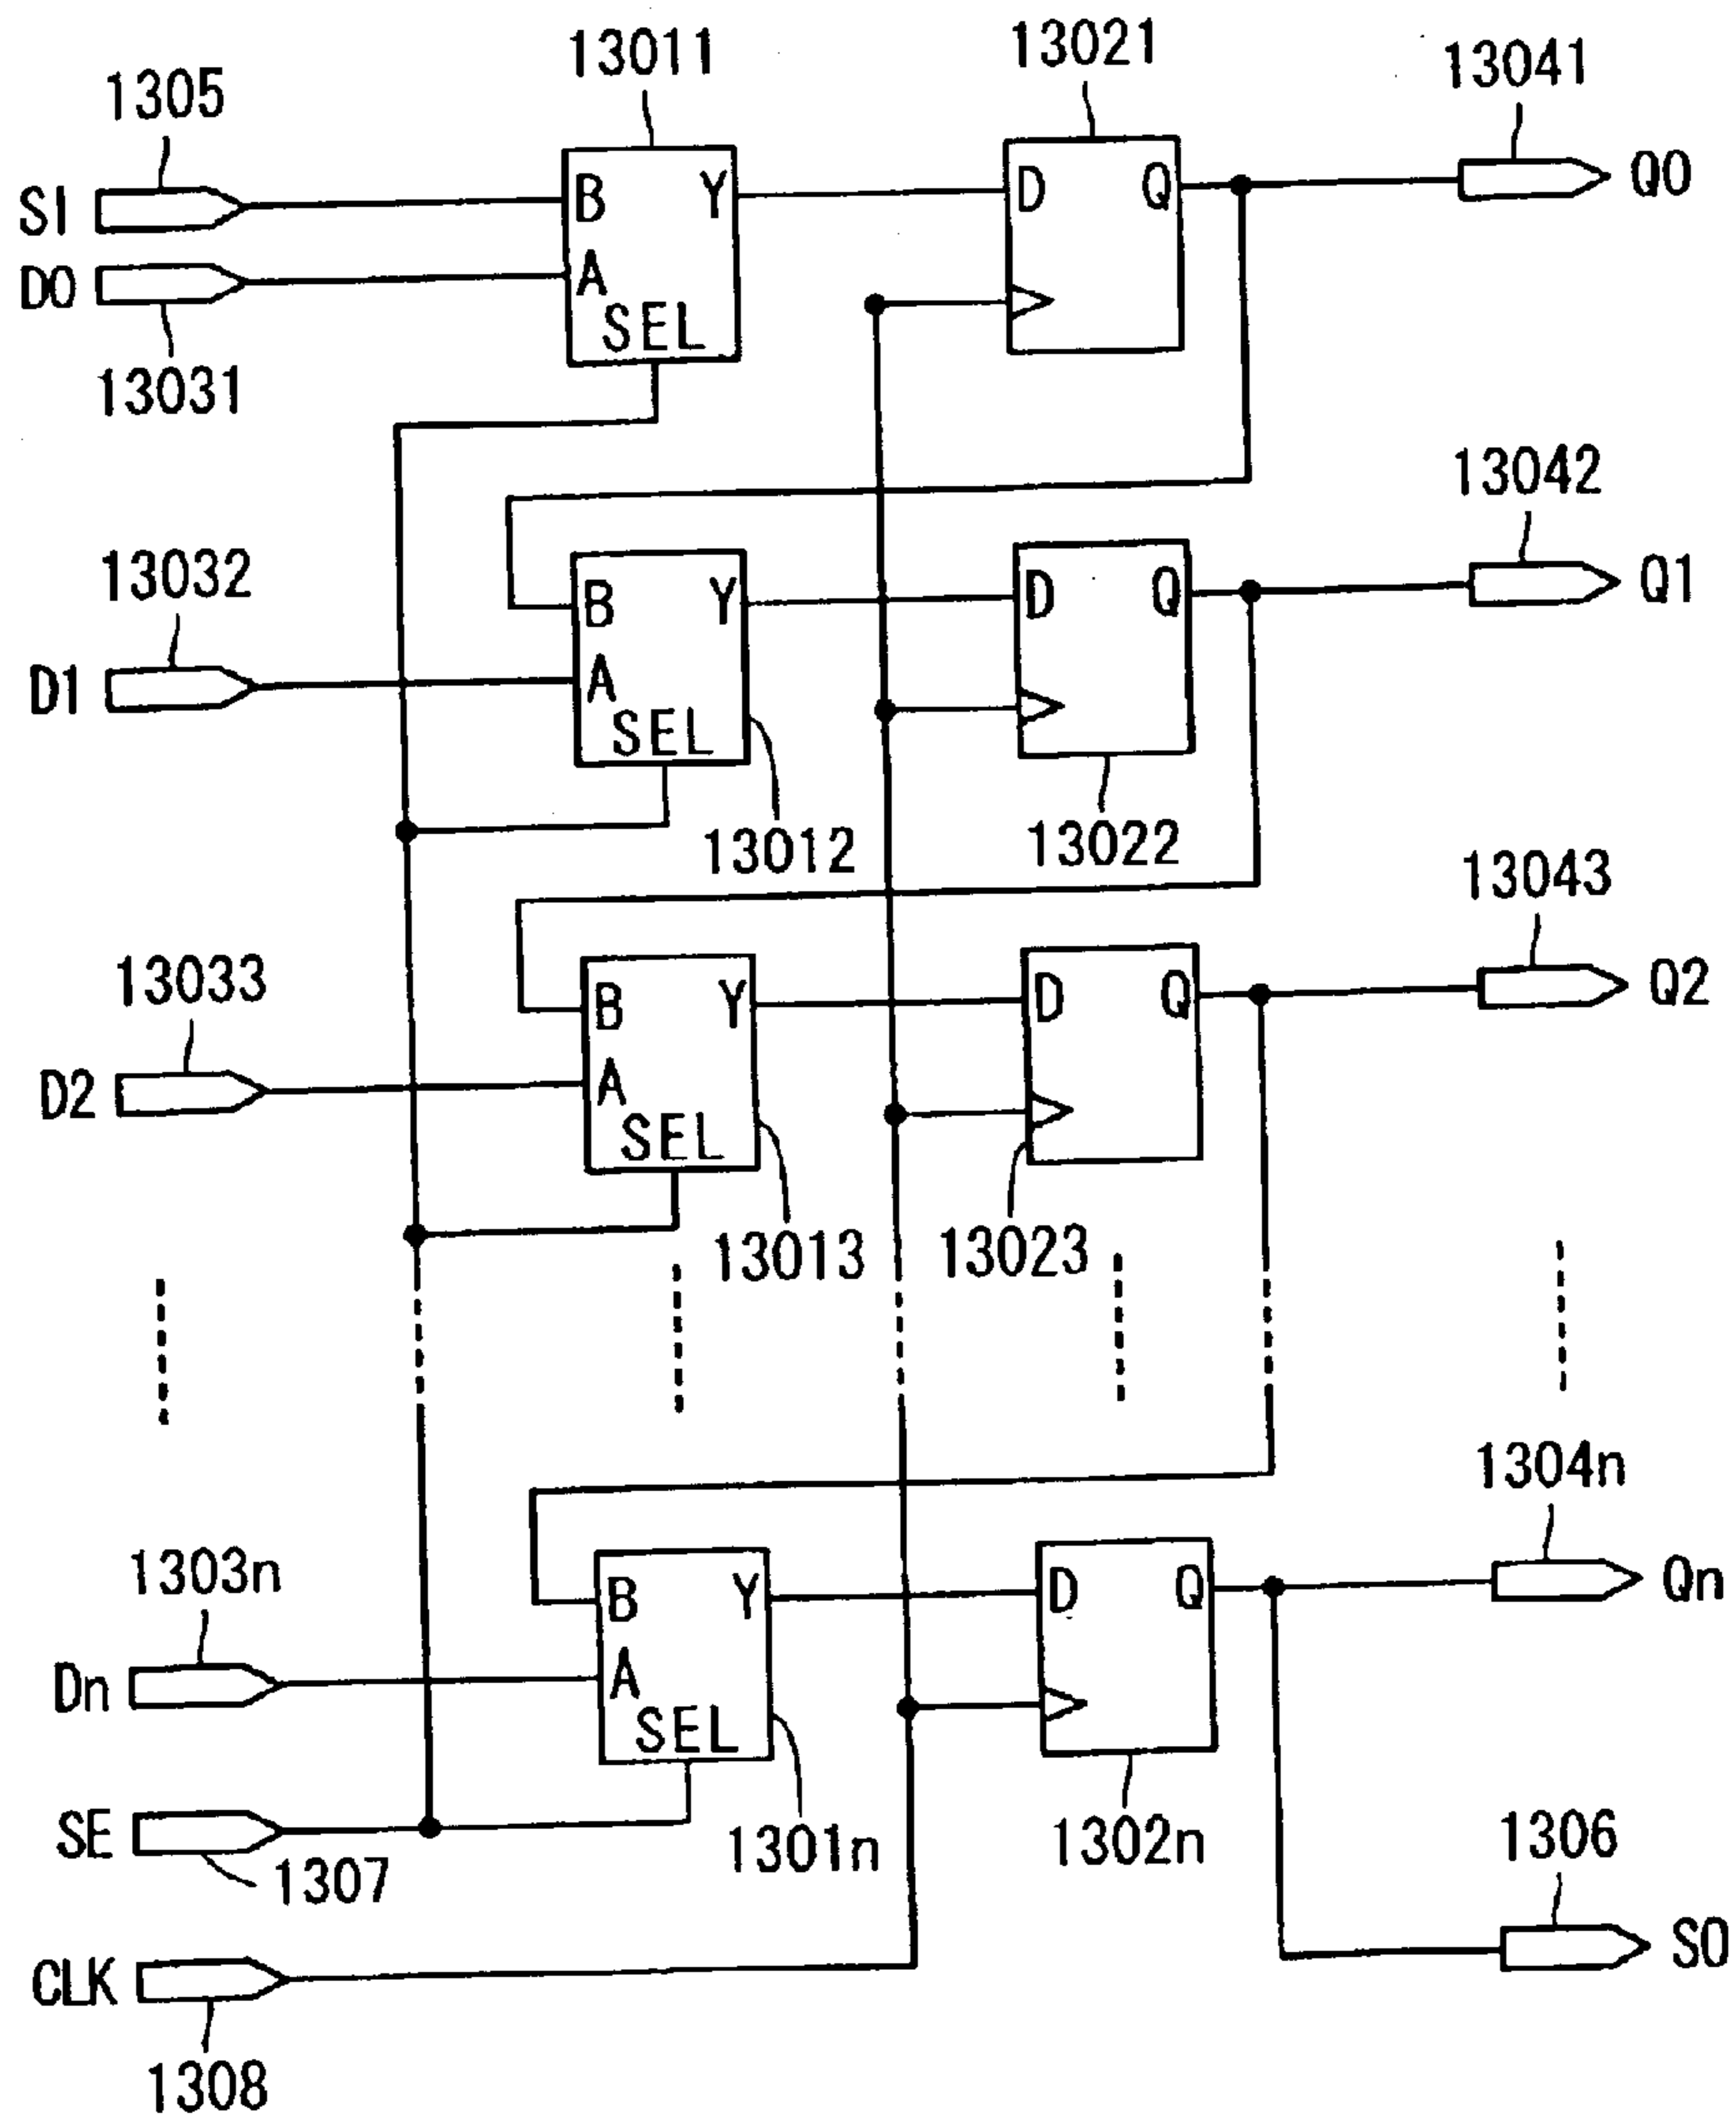 13011
13021
13041
1305
SI
B
Y
D
Q
Q0
D0
A
SEL
13031
13042
13032
B
Y
D
Q
Q1
D1
A
SEL
13012
13022
13043
13033
B
Y
D
Q
Q2
D2
A
SEL
13013
13023
1304n
1303n
B
Y
D
Q
Qn
Dn
A
SEL
SE
1301n
1302n
1306
1307
SO
CLK
1308